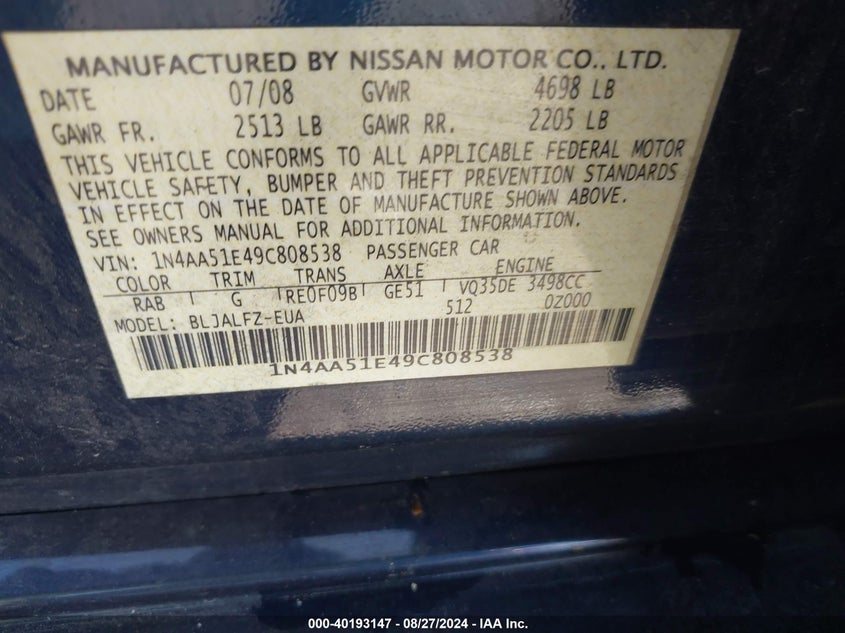 MANUFACTURED BY NISSAN MOTOR CO., LTD.
DATE 07/08 GVWR 4698 LB
GAWR FR. 2513 LB GAWR RR. 2205 LB
THIS VEHICLE CONFORMS TO ALL APPLICABLE FEDERAL MOTOR
VEHICLE SAFETY, BUMPER AND THEFT PREVENTION STANDARDS
IN EFFECT ON THE DATE OF MANUFACTURE SHOWN ABOVE.
SEE OWNERS MANUAL FOR ADDITIONAL INFORMATION.
VIN: 1N4AA51E49C808538 PASSENGER CAR
COLOR TRIM TRANS AXLE ENGINE
RAB G RE0F09B GE51 VQ35DE 3498CC
MODEL: BLJALFZ-EUA 512 0Z000
1N4AA51E49C808538
000-40193147 - 08/27/2024 - IAA Inc.